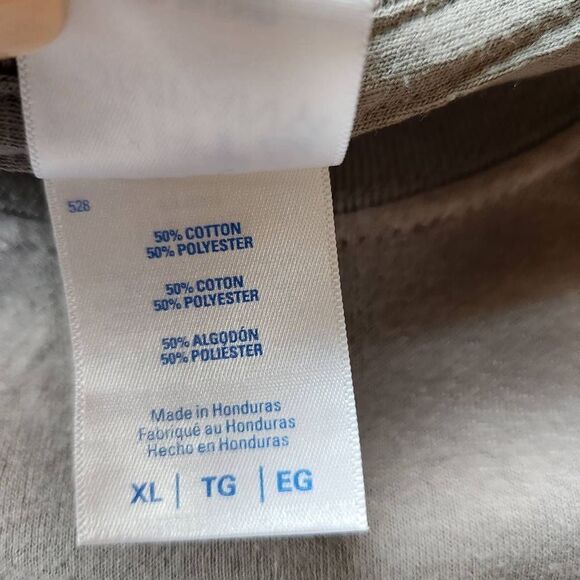 528
50% COTTON
50% POLYESTER
50% COTON
50% POLYESTER
50% ALGODÓN
50% POLIÉSTER
Made in Honduras
Fabriqué au Honduras
Hecho en Honduras
XL | TG | EG